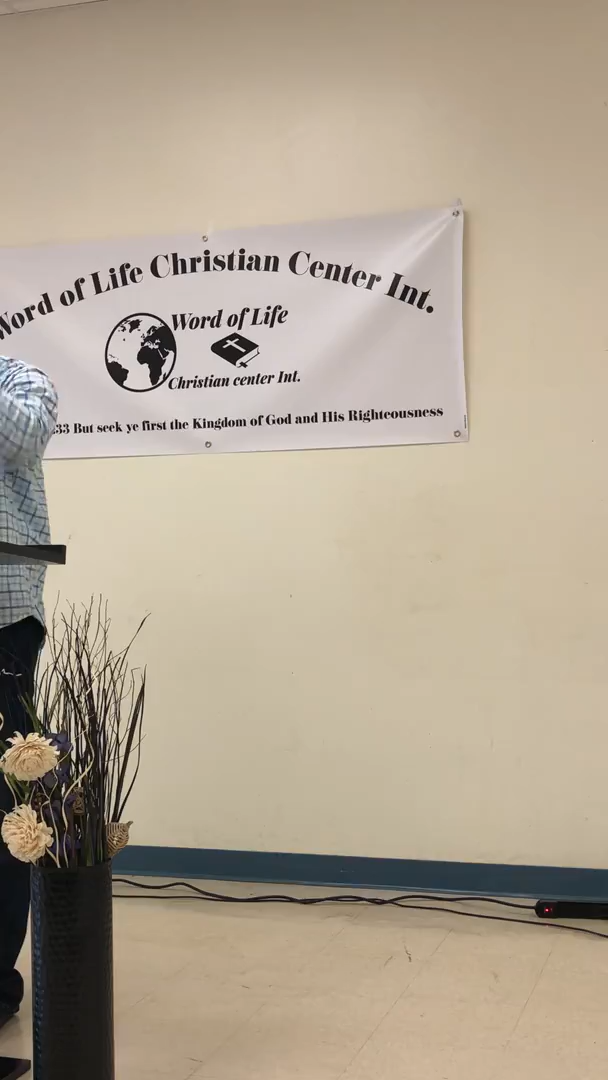 Word of Life Christian Center Int.
Word of Life
Christian center Int.
:33 But seek ye first the Kingdom of God and His Righteousness